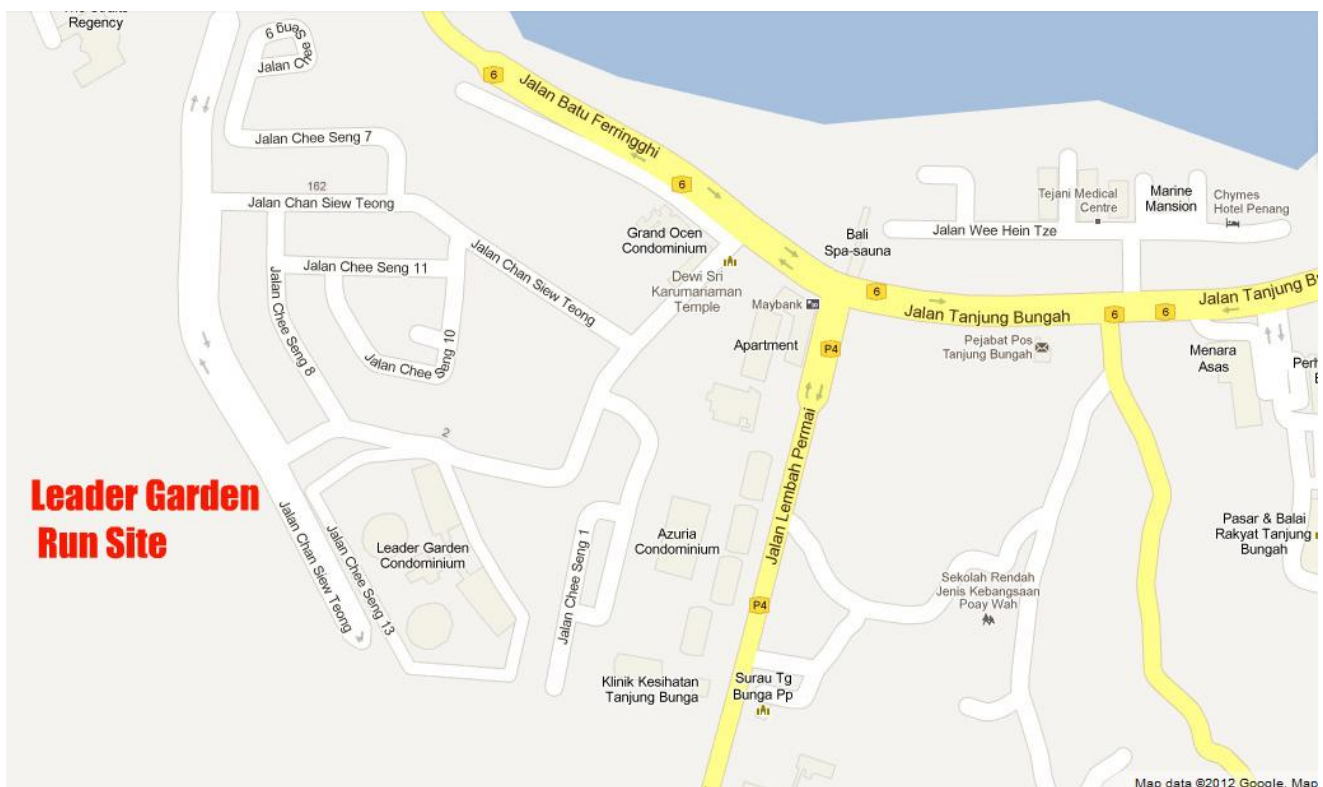 Regency
Jalan Chee Seng 9
Jalan Batu Ferringghi
6
Jalan Chee Seng 7
162
Jalan Chan Siew Teong
6
Tejani Medical
Centre
Marine
Mansion
Chymes
Hotel Penang
Grand Ocen
Condominium
Bali
Spa-sauna
Jalan Wee Hein Tze
Jalan Chan Siew Teong
Jalan Chee Seng 11
Dewi Sri
Karumanaman
Temple
Maybank
6
Jalan Tanjung Bungah
6
6
Jalan Tanjung
Jalan Chee Seng 8
Jalan Chee Seng 10
Apartment
P4
Pejabat Pos
Tanjung Bungah
Menara
Asas
2
Jalan Lembah Permai
Leader Garden
Run Site
Jalan Chan Siew Teong
Jalan Chee Seng 13
Leader Garden
Condominium
Jalan Chee Seng 1
Azuria
Condominium
Pasar & Balai
Rakyat Tanjung
Bungah
Sekolah Rendah
Jenis Kebangsaan
Poay Wah
P4
Klinik Kesihatan
Tanjung Bunga
Surau Tg
Bunga Pp
Map data ©2012 Google, Map